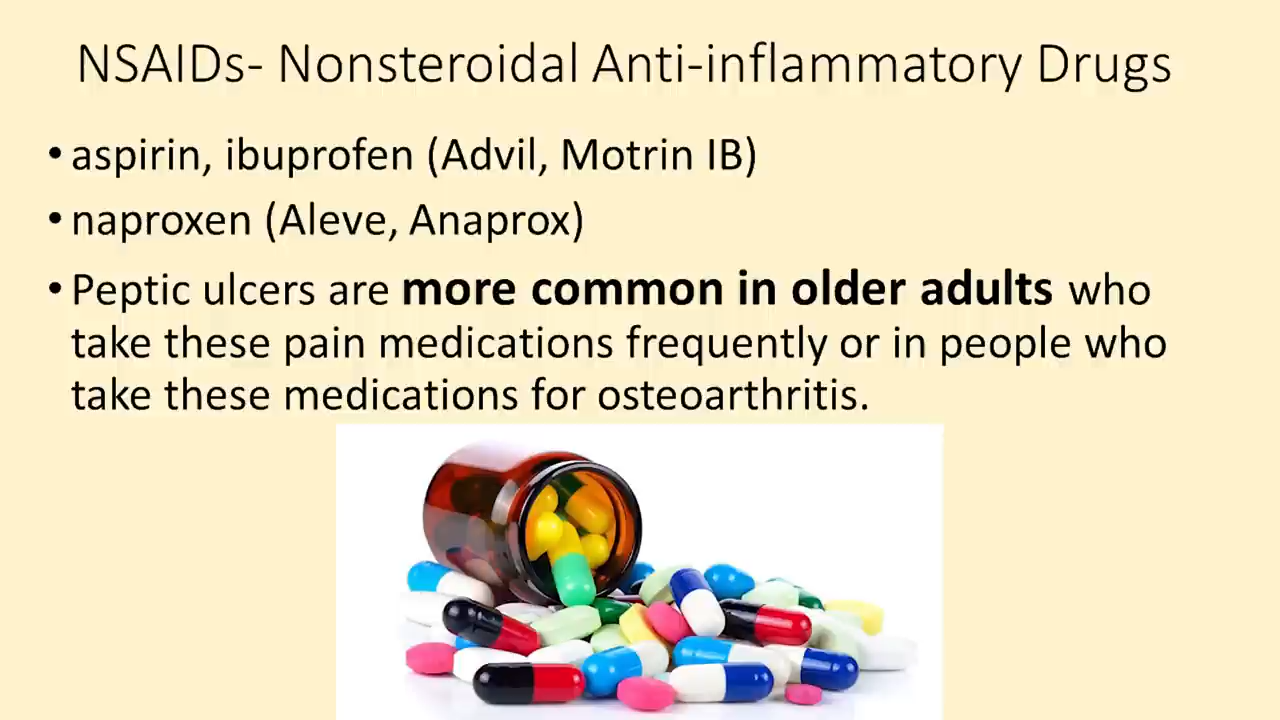 NSAIDs- Nonsteroidal Anti-inflammatory Drugs
• aspirin, ibuprofen (Advil, Motrin IB)
• naproxen (Aleve, Anaprox)
• Peptic ulcers are more common in older adults who
take these pain medications frequently or in people who
take these medications for osteoarthritis.